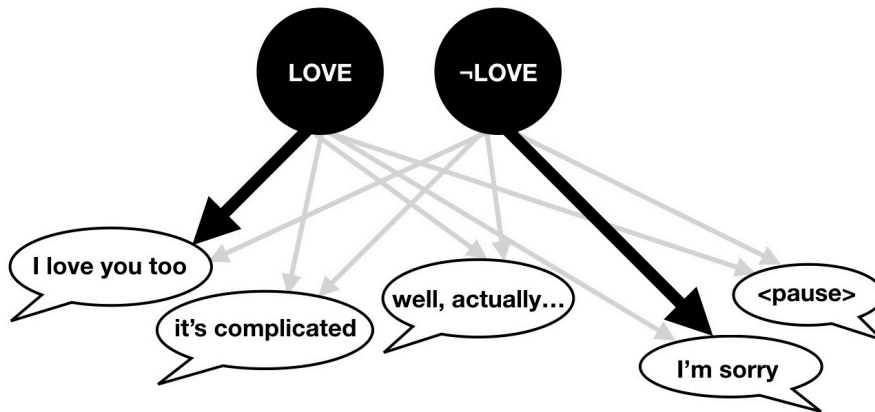 LOVE
¬LOVE
I love you too
it's complicated
well, actually…
<pause>
I'm sorry